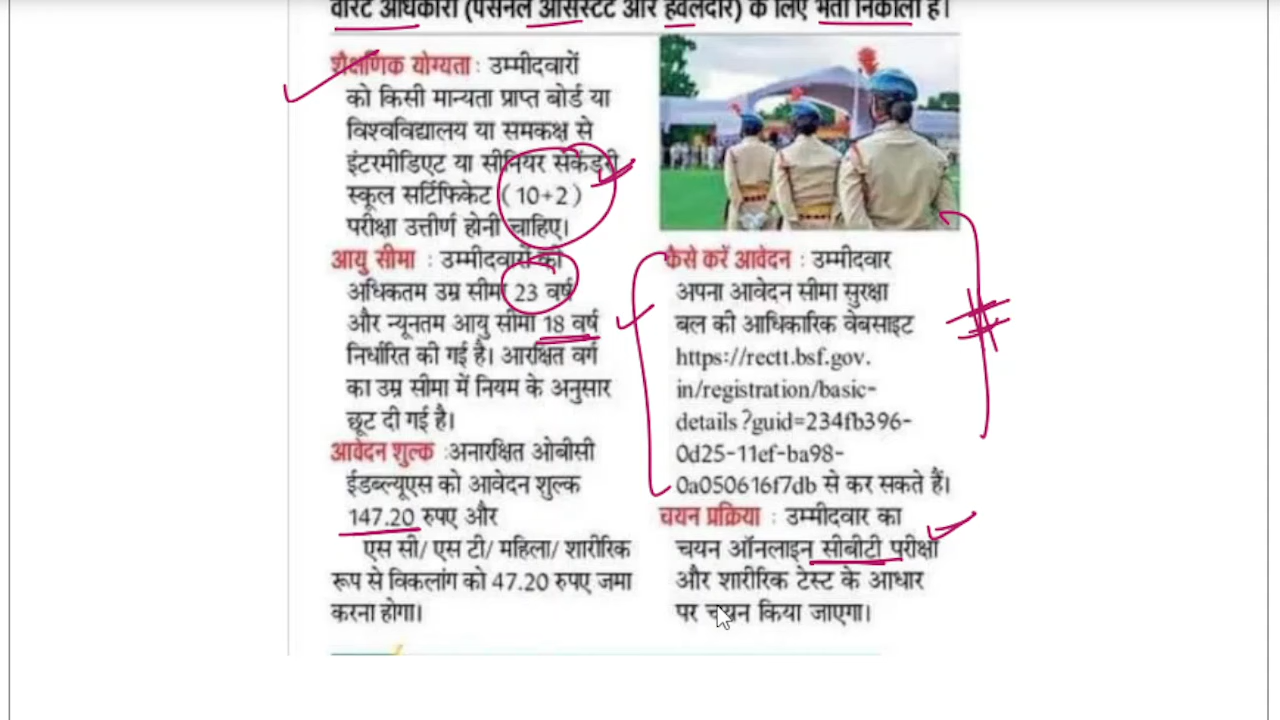 वारंट अधिकारी (पर्सनल असिस्टेंट और हवलदार) के लिए भर्ती निकाली है।
शैक्षणिक योग्यता : उम्मीदवारों
को किसी मान्यता प्राप्त बोर्ड या
विश्वविद्यालय या समकक्ष से
इंटरमीडिएट या सीनियर सेकेंडरी
स्कूल सर्टिफिकेट ( 10+2 )
परीक्षा उत्तीर्ण होनी चाहिए।
आयु सीमा : उम्मीदवारों की
अधिकतम उम्र सीमा 23 वर्ष
और न्यूनतम आयु सीमा 18 वर्ष
निर्धारित की गई है। आरक्षित वर्ग
का उम्र सीमा में नियम के अनुसार
छूट दी गई है।
आवेदन शुल्क :अनारक्षित ओबीसी
ईडब्ल्यूएस को आवेदन शुल्क
147.20 रुपए और
एस सी/ एस टी/ महिला/ शारीरिक
रूप से विकलांग को 47.20 रुपए जमा
करना होगा।
कैसे करें आवेदन : उम्मीदवार
अपना आवेदन सीमा सुरक्षा
बल की आधिकारिक वेबसाइट
https://rectt.bsf.gov.
in/registration/basic-
details ?guid=234fb396-
0d25-11ef-ba98-
0a050616f7db से कर सकते हैं।
चयन प्रक्रिया : उम्मीदवार का
चयन ऑनलाइन सीबीटी परीक्षा
और शारीरिक टेस्ट के आधार
पर चयन किया जाएगा।